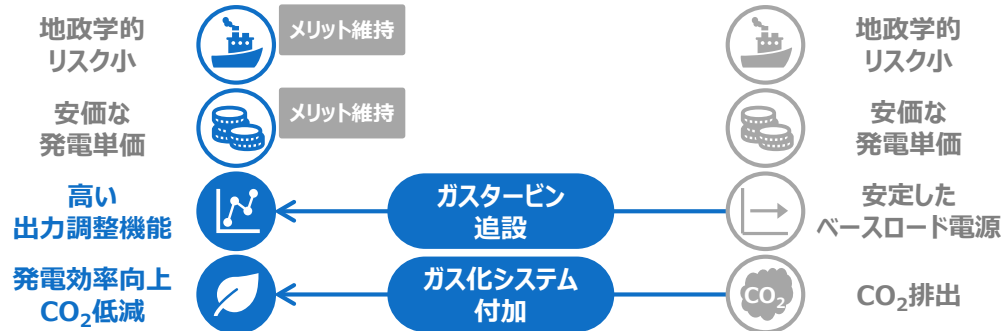 地政学的
リスク小
メリット維持
地政学的
リスク小
安価な
発電単価
メリット維持
安価な
発電単価
高い
出力調整機能
ガスタービン
追設
安定した
ベースロード電源
発電効率向上
CO₂低減
ガス化システム
付加
CO₂
CO₂排出